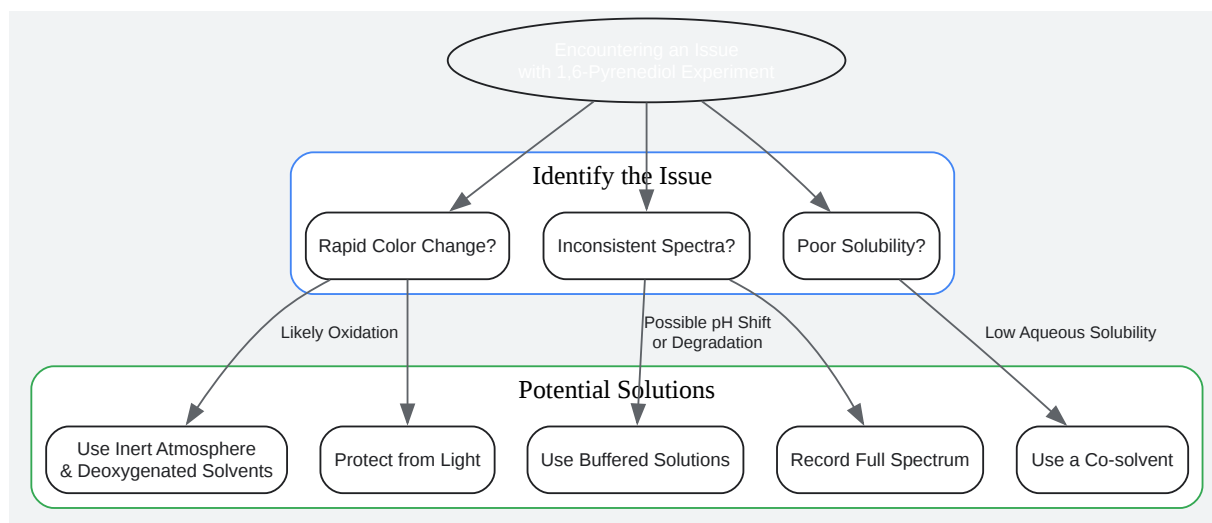 Encountering an Issue
with 1,6-Pyrenediol Experiment
Identify the Issue
Rapid Color Change?
Inconsistent Spectra?
Poor Solubility?
Likely Oxidation
Possible pH Shift
or Degradation
Low Aqueous Solubility
Potential Solutions
Use Inert Atmosphere
& Deoxygenated Solvents
Protect from Light
Use Buffered Solutions
Record Full Spectrum
Use a Co-solvent